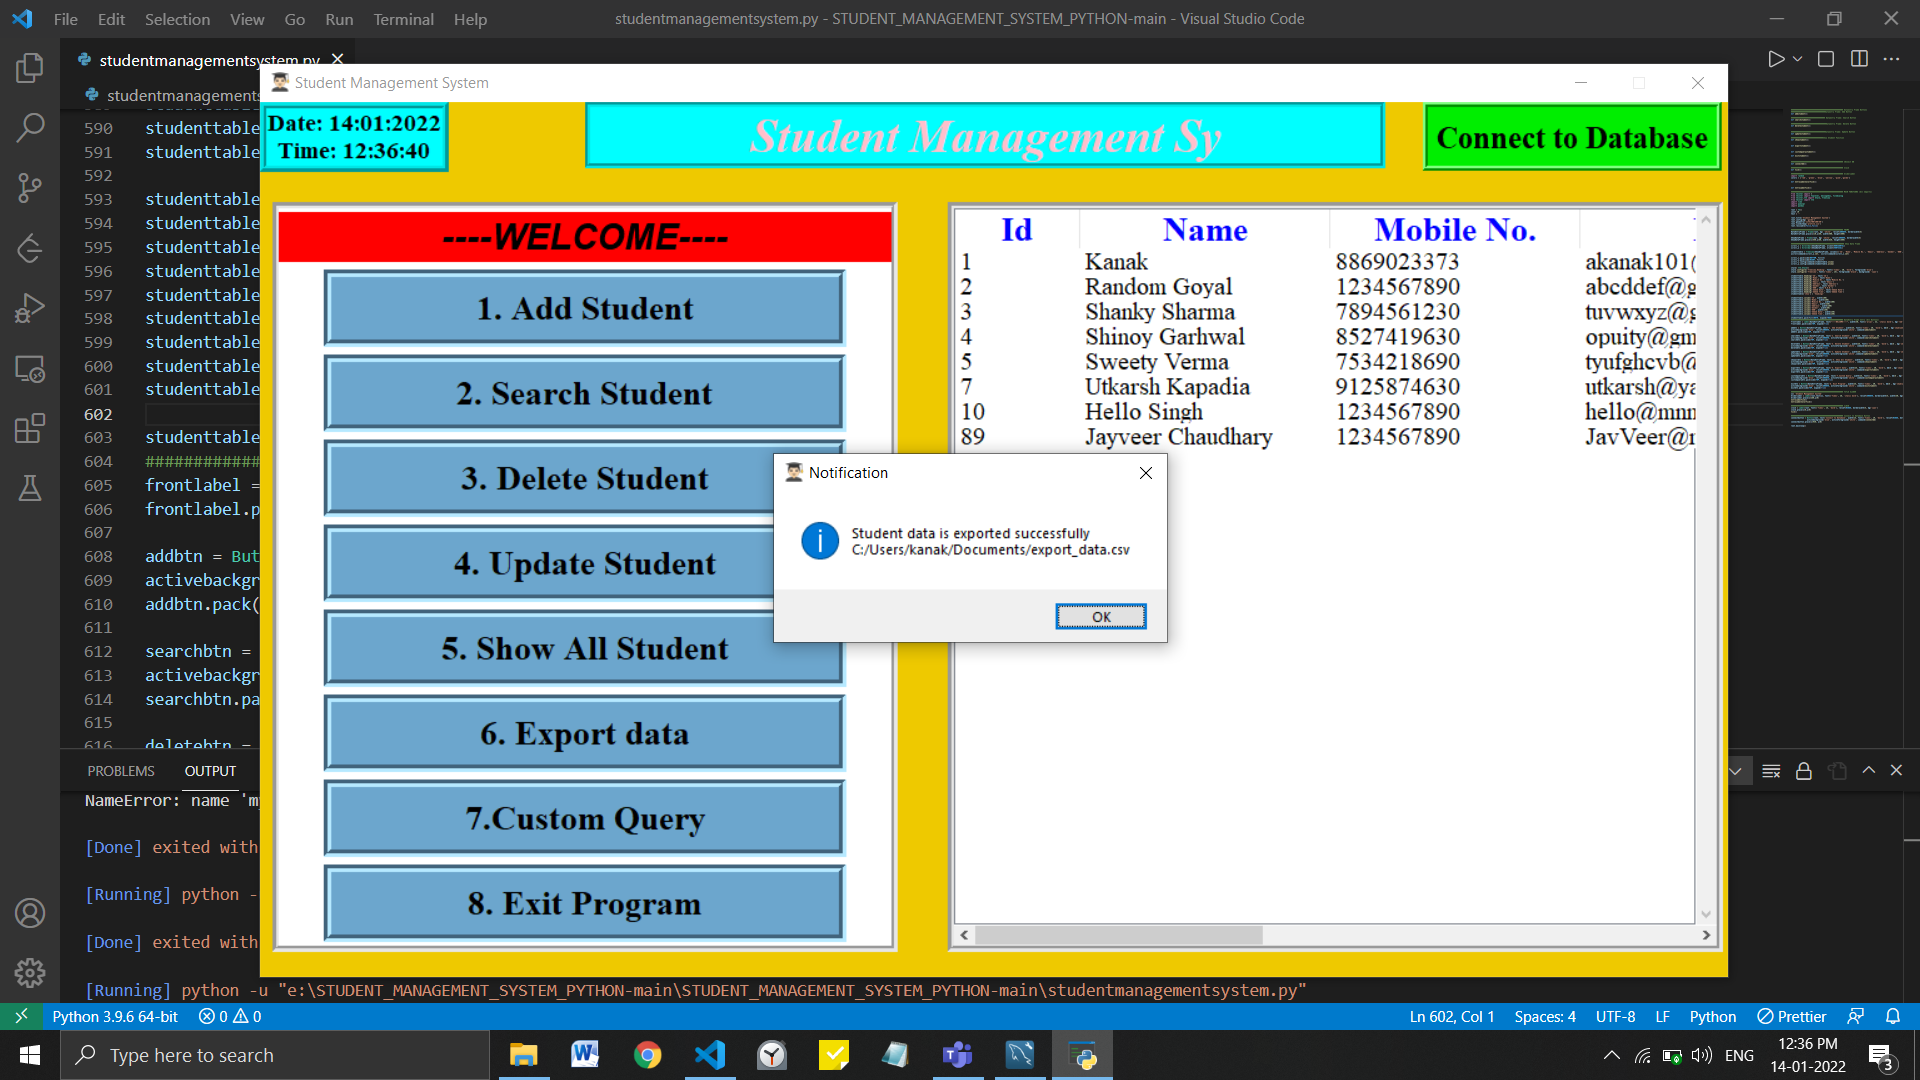 File Edit Selection View Go Run Terminal Help
studentmanagementsystem.py - STUDENT_MANAGEMENT_SYSTEM_PYTHON-main - Visual Studio Code
studentmanagementsystem.py
studentmanagements
Student Management System
Date: 14:01:2022
Time: 12:36:40
Student Management Sy
Connect to Database
590 studenttable
591 studenttable
592
593 studenttable
594 studenttable
595 studenttable
596 studenttable
597 studenttable
598 studenttable
599 studenttable
600 studenttable
601 studenttable
602
603 studenttable
604 ############
605 frontlabel =
606 frontlabel.p
607
608 addbtn = But
609 activebackgr
610 addbtn.pack(
611
612 searchbtn =
613 activebackgr
614 searchbtn.pa
615
616 deletebtn =
----WELCOME----
1. Add Student
2. Search Student
3. Delete Student
4. Update Student
5. Show All Student
6. Export data
7.Custom Query
8. Exit Program
Id Name Mobile No.
1 Kanak 8869023373 akanak101@
2 Random Goyal 1234567890 abcddef@g
3 Shanky Sharma 7894561230 tuvwxyz@g
4 Shinoy Garhwal 8527419630 opuity@gm
5 Sweety Verma 7534218690 tyufghcvb@
7 Utkarsh Kapadia 9125874630 utkarsh@ya
10 Hello Singh 1234567890 hello@mnn
89 Jayveer Chaudhary 1234567890
Notification
Student data is exported successfully
C:/Users/kanak/Documents/export_data.csv
OK
PROBLEMS OUTPUT
NameError: name 'my
[Done] exited with
[Running] python -
[Done] exited with
[Running] python -u "e:\STUDENT_MANAGEMENT_SYSTEM_PYTHON-main\STUDENT_MANAGEMENT_SYSTEM_PYTHON-main\studentmanagementsystem.py"
Python 3.9.6 64-bit 0 0
Ln 602, Col 1 Spaces: 4 UTF-8 LF Python Prettier
Type here to search
ENG
12:36 PM
14-01-2022
3